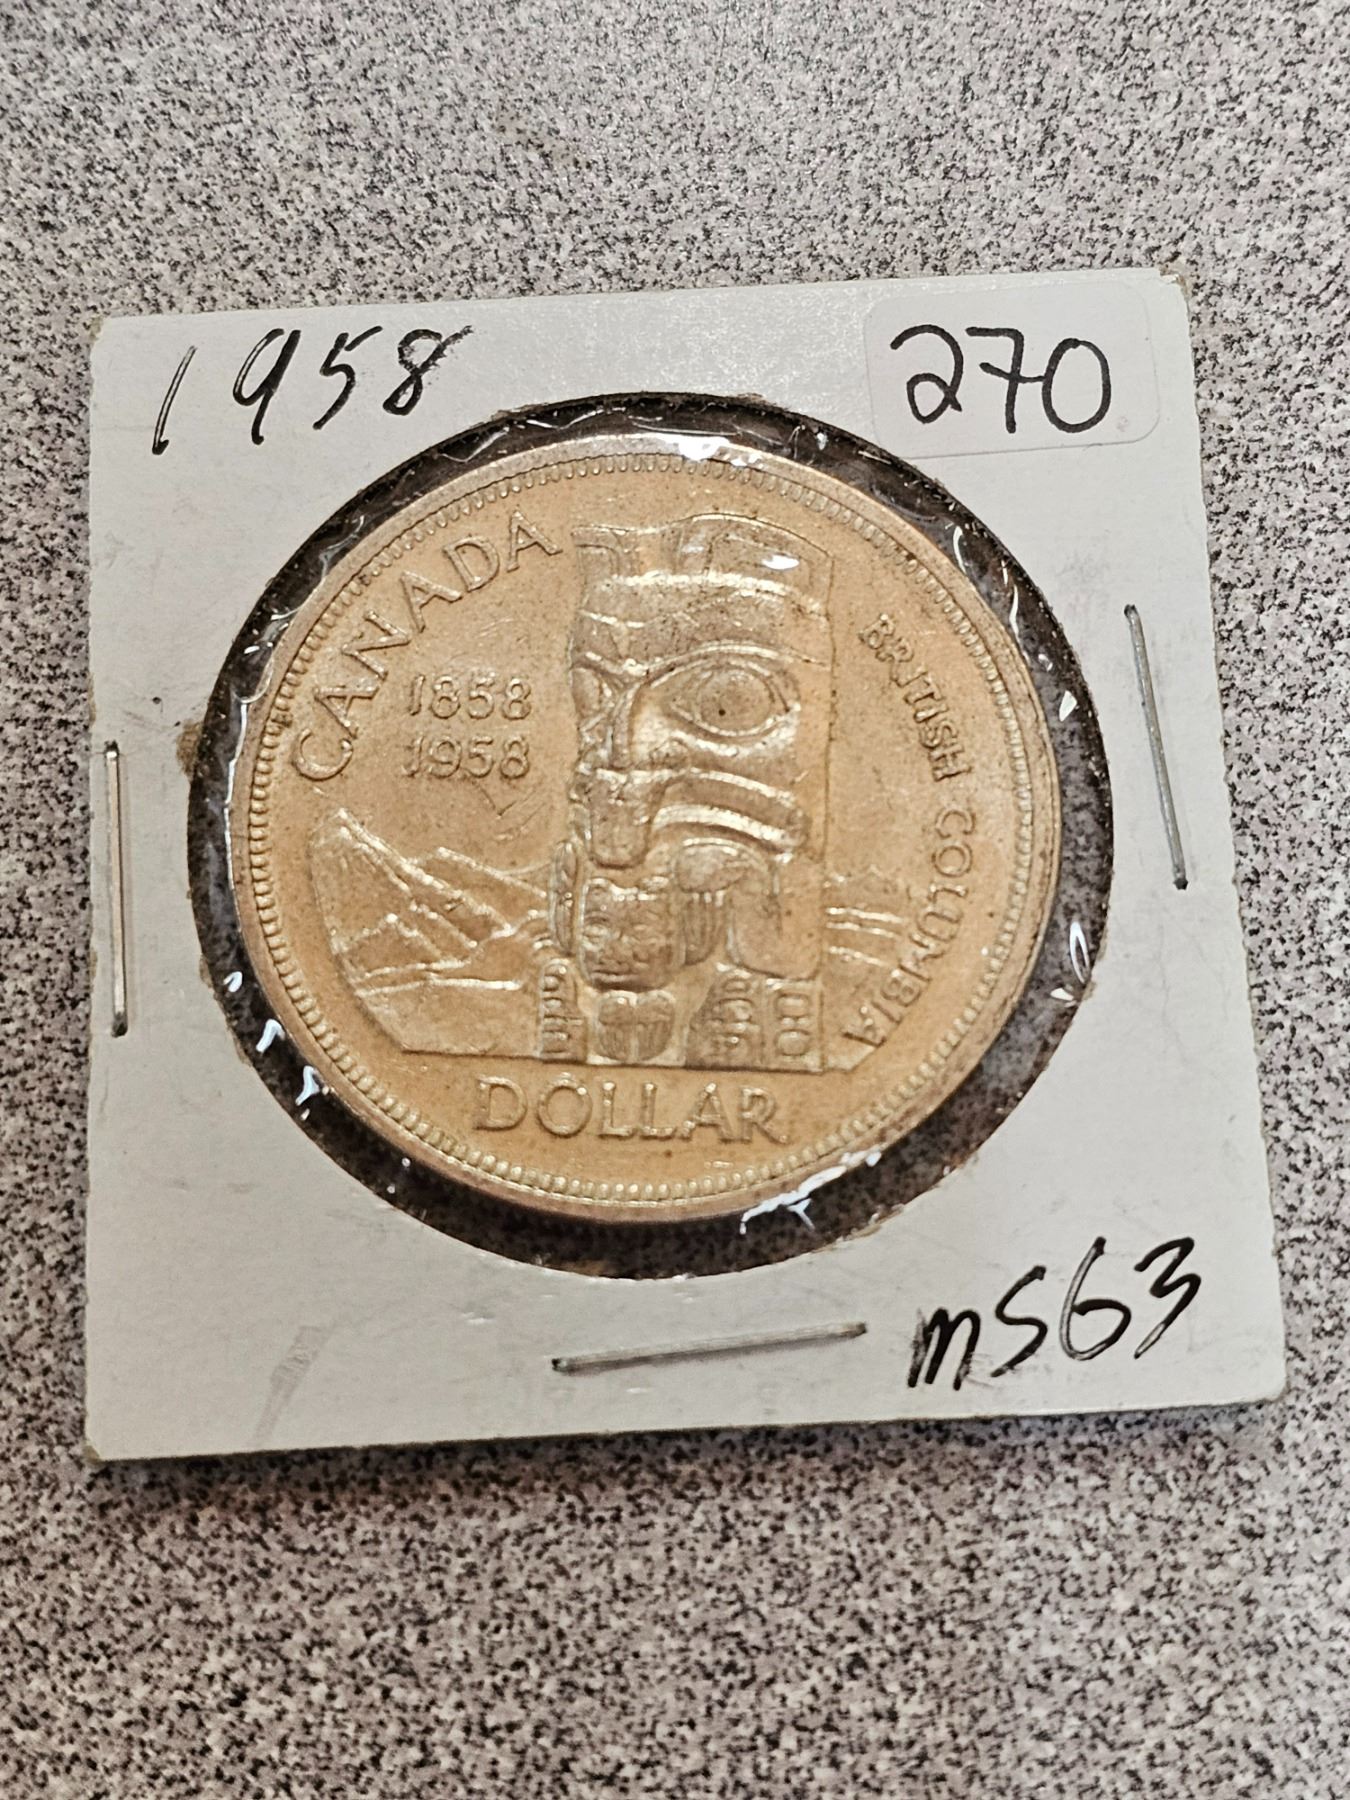 1958
270
CANADA
1858
1958
BRITISH COLUMBIA
DOLLAR
ms63